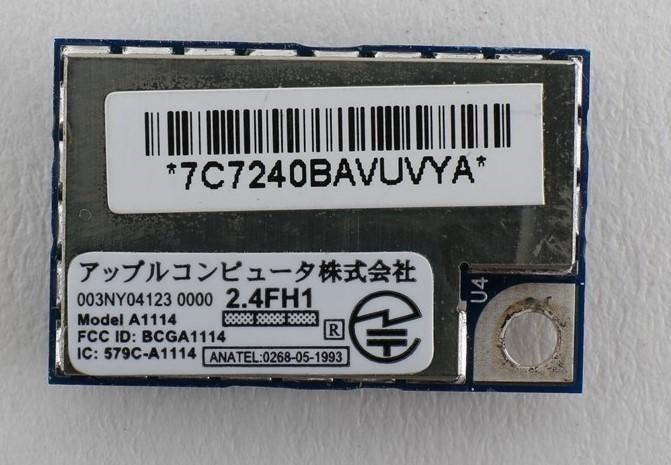 *7C7240BAVUVYA*
アップルコンピュータ株式会社
003NY04123 0000 2.4FH1
Model A1114
FCC ID: BCGA1114
R
IC: 579C-A1114 ANATEL:0268-05-1993
U4